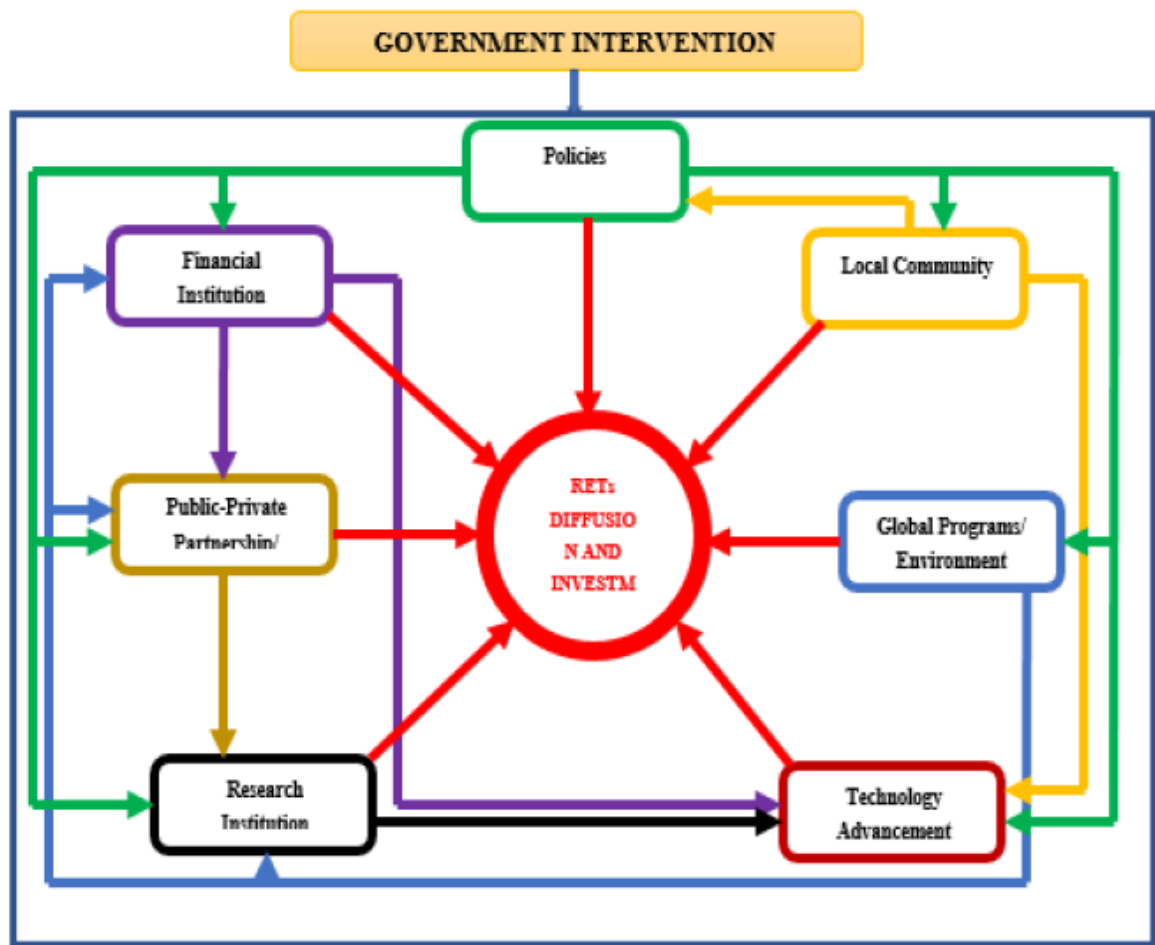 GOVERNMENT INTERVENTION
Policies
Financial
Institution
Local Community
Public-Private
Partnership/
RETs
DIFFUSIO
N AND
INVESTM
Global Programs/
Environment
Research
Institution
Technology
Advancement